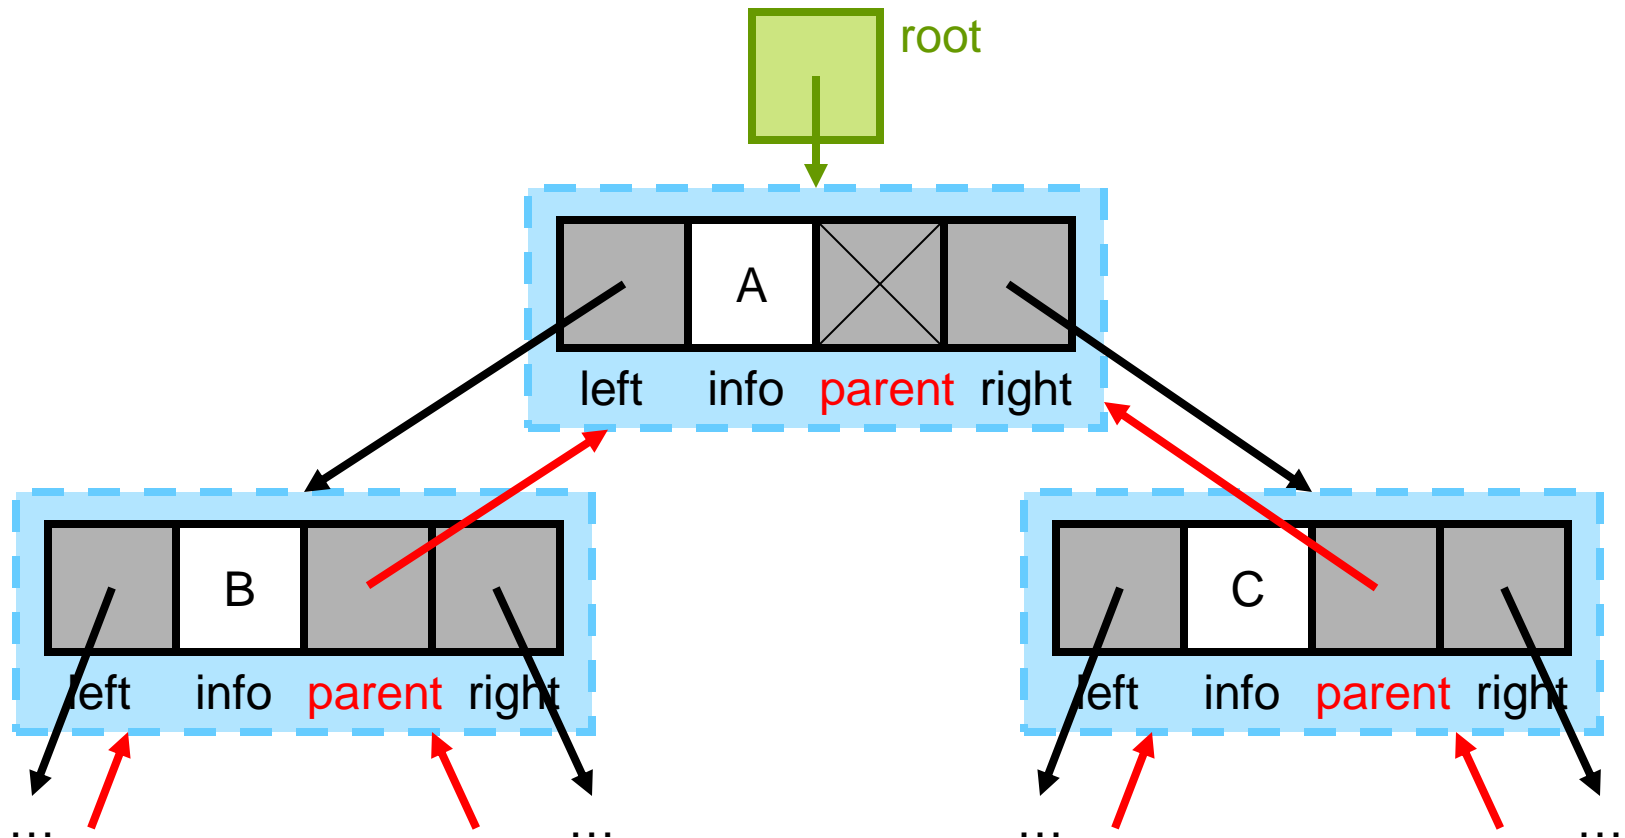 root
A
left info parent right
B
C
left info parent right
left info parent right
... ... ... ...